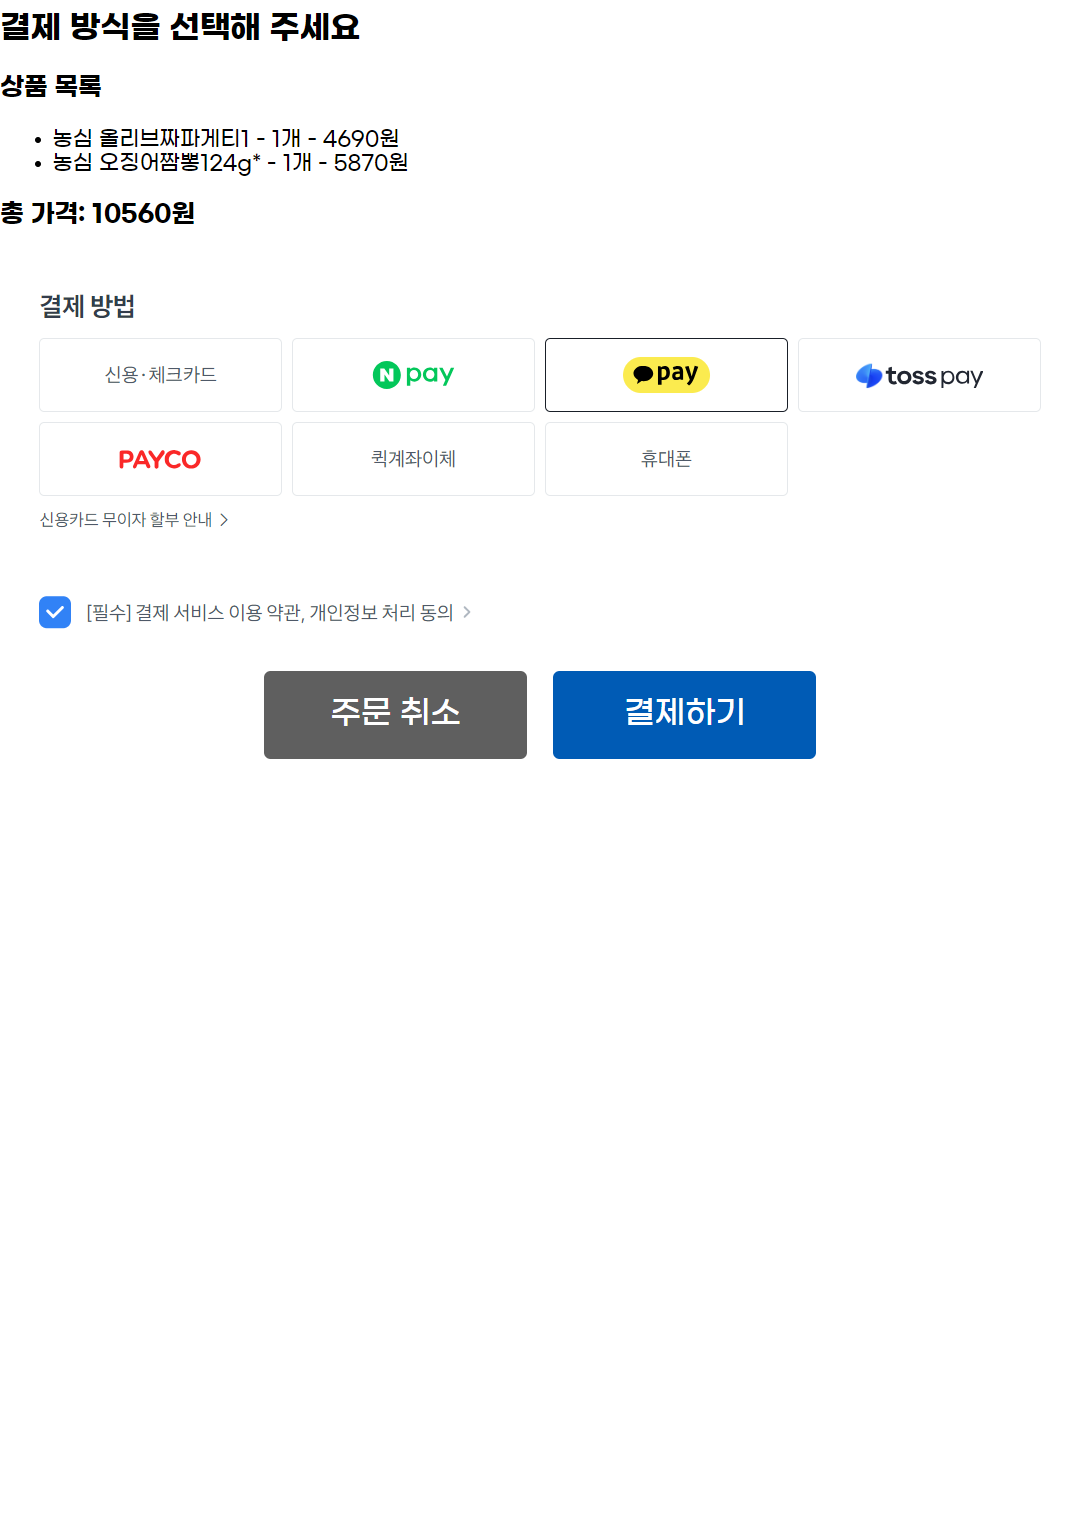 결제 방식을 선택해 주세요
상품 목록
• 농심 올리브짜파게티1 - 1개 - 4690원
• 농심 오징어짬뽕124g* - 1개 - 5870원
총 가격: 10560원
결제 방법
신용·체크카드
N pay
pay
toss pay
PAYCO
퀵계좌이체
휴대폰
신용카드 무이자 할부 안내 >
[필수] 결제 서비스 이용 약관, 개인정보 처리 동의 >
주문 취소
결제하기